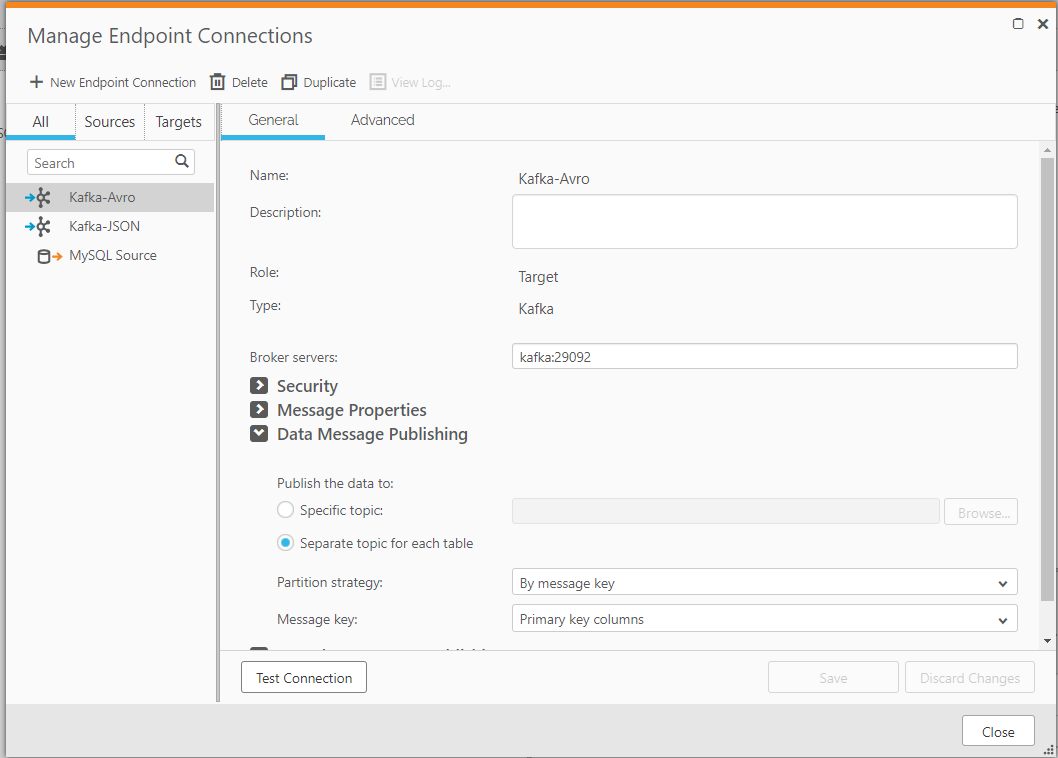 Manage Endpoint Connections
New Endpoint Connection Delete Duplicate View Log...
All Sources Targets
General Advanced
Search
Kafka-Avro
Kafka-JSON
MySQL Source
Name: Kafka-Avro
Description:
Role: Target
Type: Kafka
Broker servers: kafka:29092
Security
Message Properties
Data Message Publishing
Publish the data to:
Specific topic: Browse...
Separate topic for each table
Partition strategy: By message key
Message key: Primary key columns
Test Connection Save Discard Changes
Close